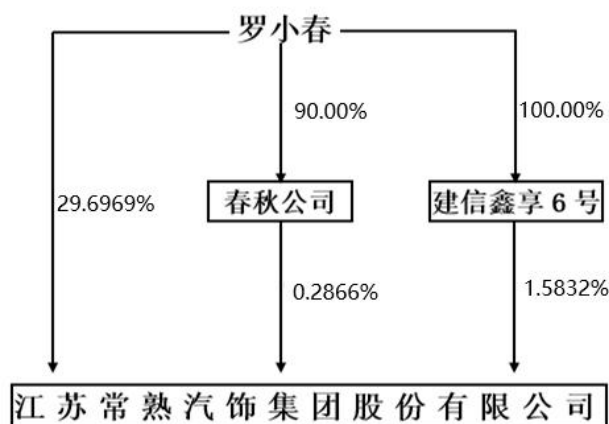 罗小春
90.00%
100.00%
29.6969%
春秋公司
建信鑫享 6 号
0.2866%
1.5832%
江苏常熟汽饰集团股份有限公司